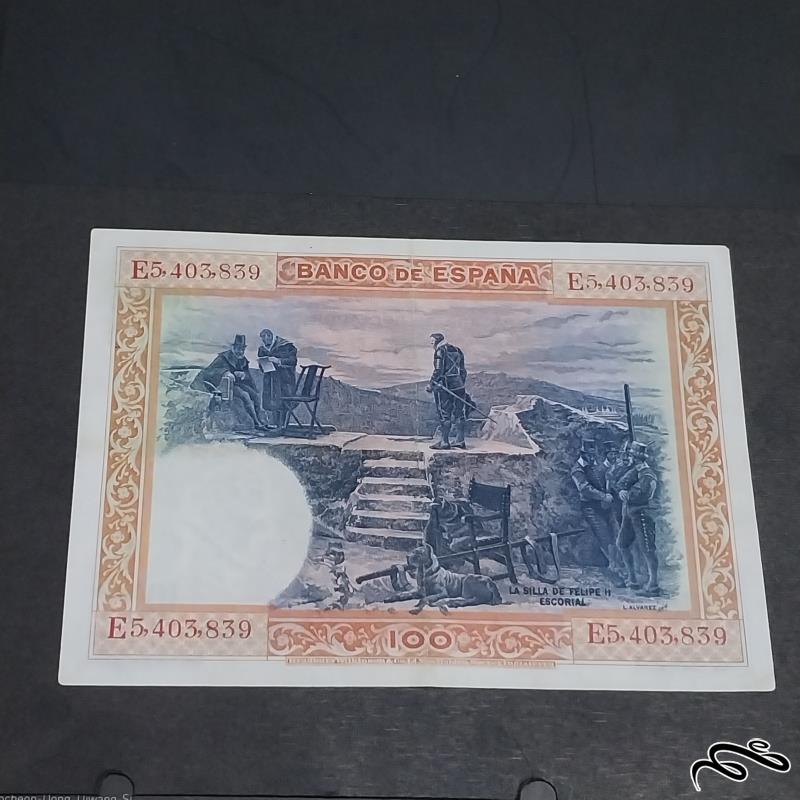 E5,403,839 BANCO DE ESPAÑA E5,403,839
LA SILLA DE FELIPE II
ESCORIAL
L. ALVAREZ
E5,403,839 100 E5,403,839